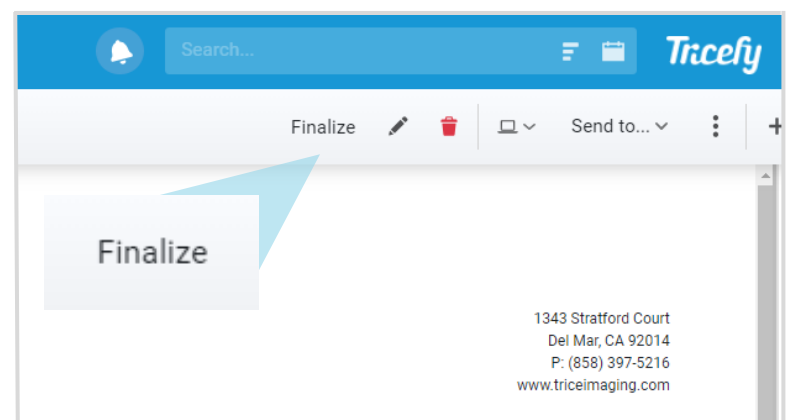 Search...
Tricefy
Finalize
Send to...
Finalize
1343 Stratford Court
Del Mar, CA 92014
P: (858) 397-5216
www.triceimaging.com